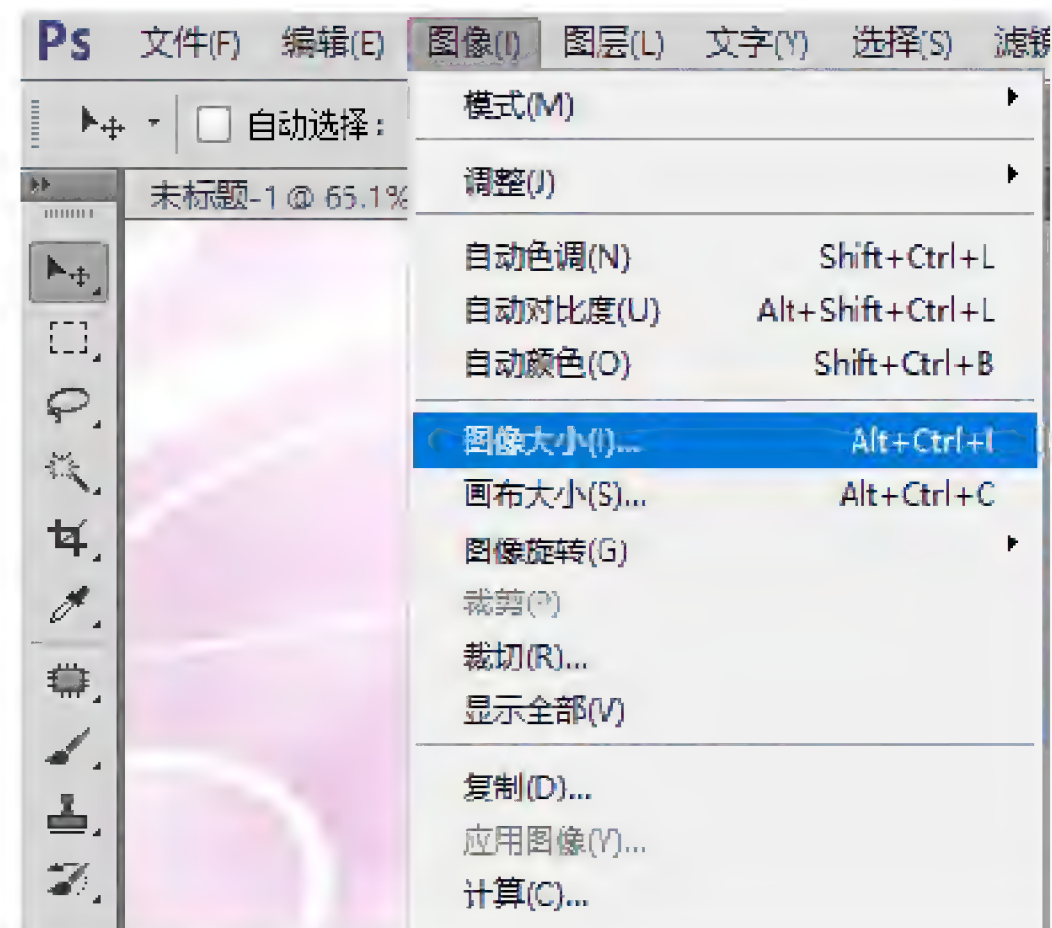 Ps 文件(F) 编辑(E) 图像(I) 图层(L) 文字(Y) 选择(S) 滤镜
自动选择：
未标题-1 @ 65.1%
模式(M)
调整(J)
自动色调(N) Shift+Ctrl+L
自动对比度(U) Alt+Shift+Ctrl+L
自动颜色(O) Shift+Ctrl+B
图像大小(I)... Alt+Ctrl+I
画布大小(S)... Alt+Ctrl+C
图像旋转(G)
裁剪(P)
裁切(R)...
显示全部(V)
复制(D)...
应用图像(Y)...
计算(C)...